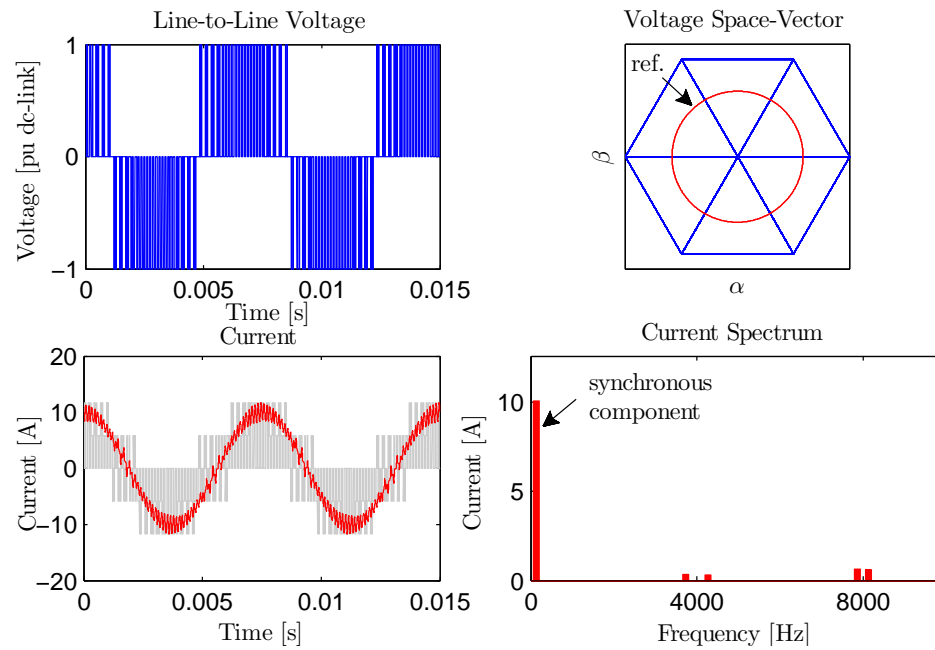 Line-to-Line Voltage
Voltage [pu dc-link]
1
0
−1
0
0.005
0.01
0.015
Time [s]
Voltage Space-Vector
ref.
β
α
Current
Current [A]
20
10
0
−10
−20
0
0.005
0.01
0.015
Time [s]
Current Spectrum
synchronous
component
Current [A]
10
5
0
0
4000
8000
Frequency [Hz]